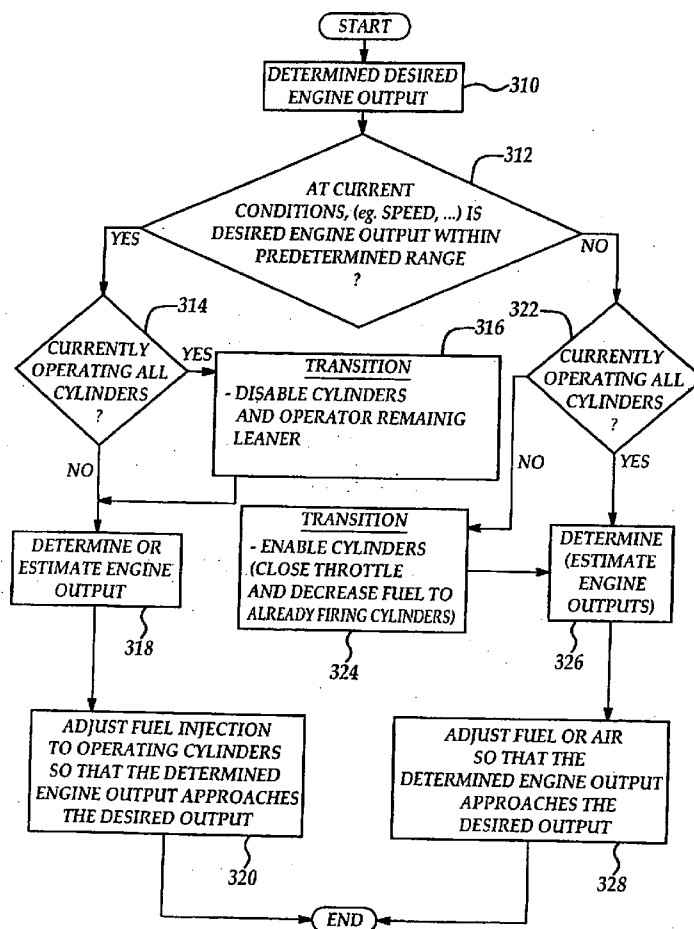 START
DETERMINED DESIRED
ENGINE OUTPUT
310
312
AT CURRENT
CONDITIONS, (eg. SPEED, ...) IS
DESIRED ENGINE OUTPUT WITHIN
PREDETERMINED RANGE
?
YES
NO
314
CURRENTLY
OPERATING ALL
CYLINDERS
?
YES
NO
316
TRANSITION
- DISABLE CYLINDERS
AND OPERATOR REMAINIG
LEANER
322
CURRENTLY
OPERATING ALL
CYLINDERS
?
NO
YES
DETERMINE OR
ESTIMATE ENGINE
OUTPUT
318
TRANSITION
- ENABLE CYLINDERS
(CLOSE THROTTLE
AND DECREASE FUEL TO
ALREADY FIRING CYLINDERS)
324
DETERMINE
(ESTIMATE
ENGINE
OUTPUTS)
326
ADJUST FUEL INJECTION
TO OPERATING CYLINDERS
SO THAT THE DETERMINED
ENGINE OUTPUT APPROACHES
THE DESIRED OUTPUT
320
ADJUST FUEL OR AIR
SO THAT THE
DETERMINED ENGINE OUTPUT
APPROACHES THE
DESIRED OUTPUT
328
END